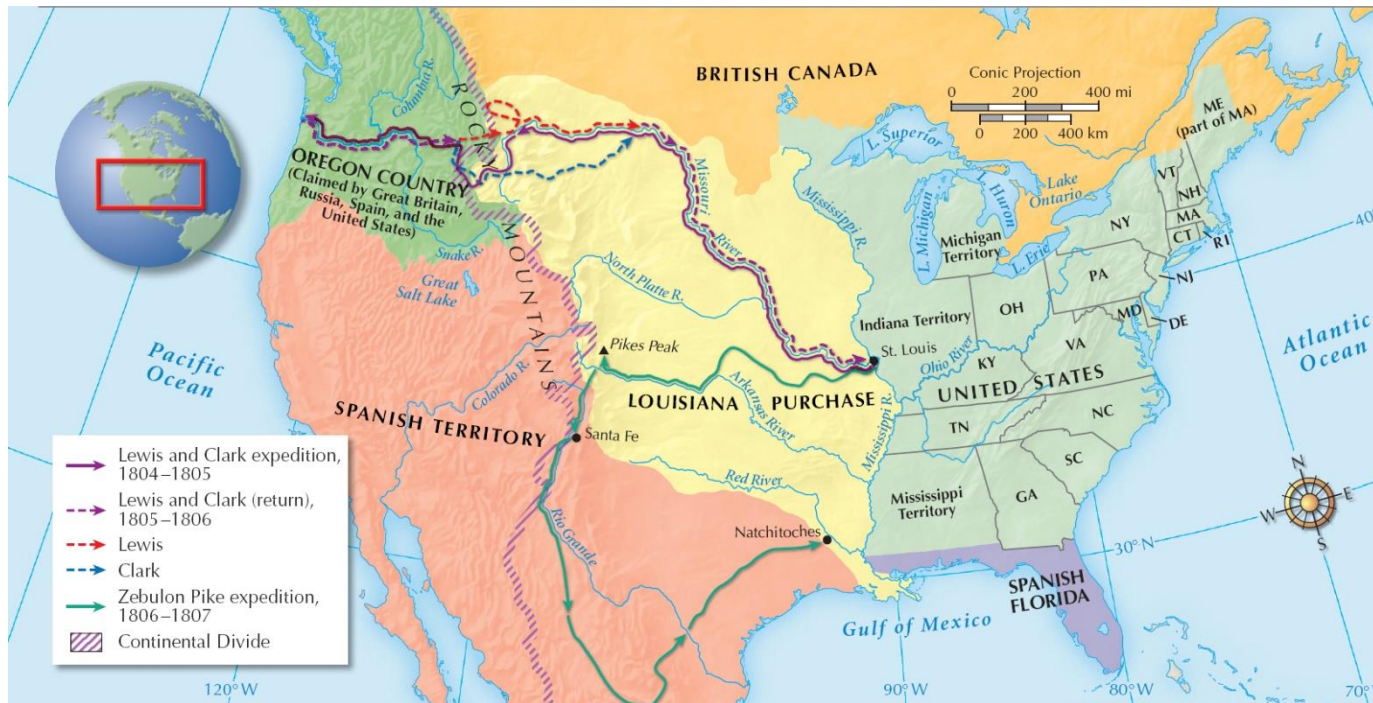 BRITISH CANADA
Conic Projection
0 200 400 mi
0 200 400 km
ME
(part of MA)
VT
NH
MA
CT
RI
NY
NJ
PA
MD
DE
VA
OH
KY
NC
TN
SC
GA
L. Superior
L. Michigan
L. Huron
Lake
Ontario
L. Erie
Michigan
Territory
Indiana Territory
Mississippi
Territory
UNITED STATES
Ohio River
Mississippi R.
Mississippi R.
St. Louis
Columbia R.
ROCKY
MOUNTAINS
OREGON COUNTRY
(Claimed by Great Britain,
Russia, Spain, and the
United States)
Snake R.
Great
Salt Lake
Missouri
River
North Platte R.
Pikes Peak
Colorado R.
LOUISIANA PURCHASE
Arkansas River
SPANISH TERRITORY
Santa Fe
Red River
Natchitoches
Rio Grande
SPANISH
FLORIDA
Gulf of Mexico
Pacific
Ocean
Atlantic
Ocean
N
E
S
W
40°
30°N
120°W
90°W
80°W
70°
Lewis and Clark expedition,
1804–1805
Lewis and Clark (return),
1805–1806
Lewis
Clark
Zebulon Pike expedition,
1806–1807
Continental Divide